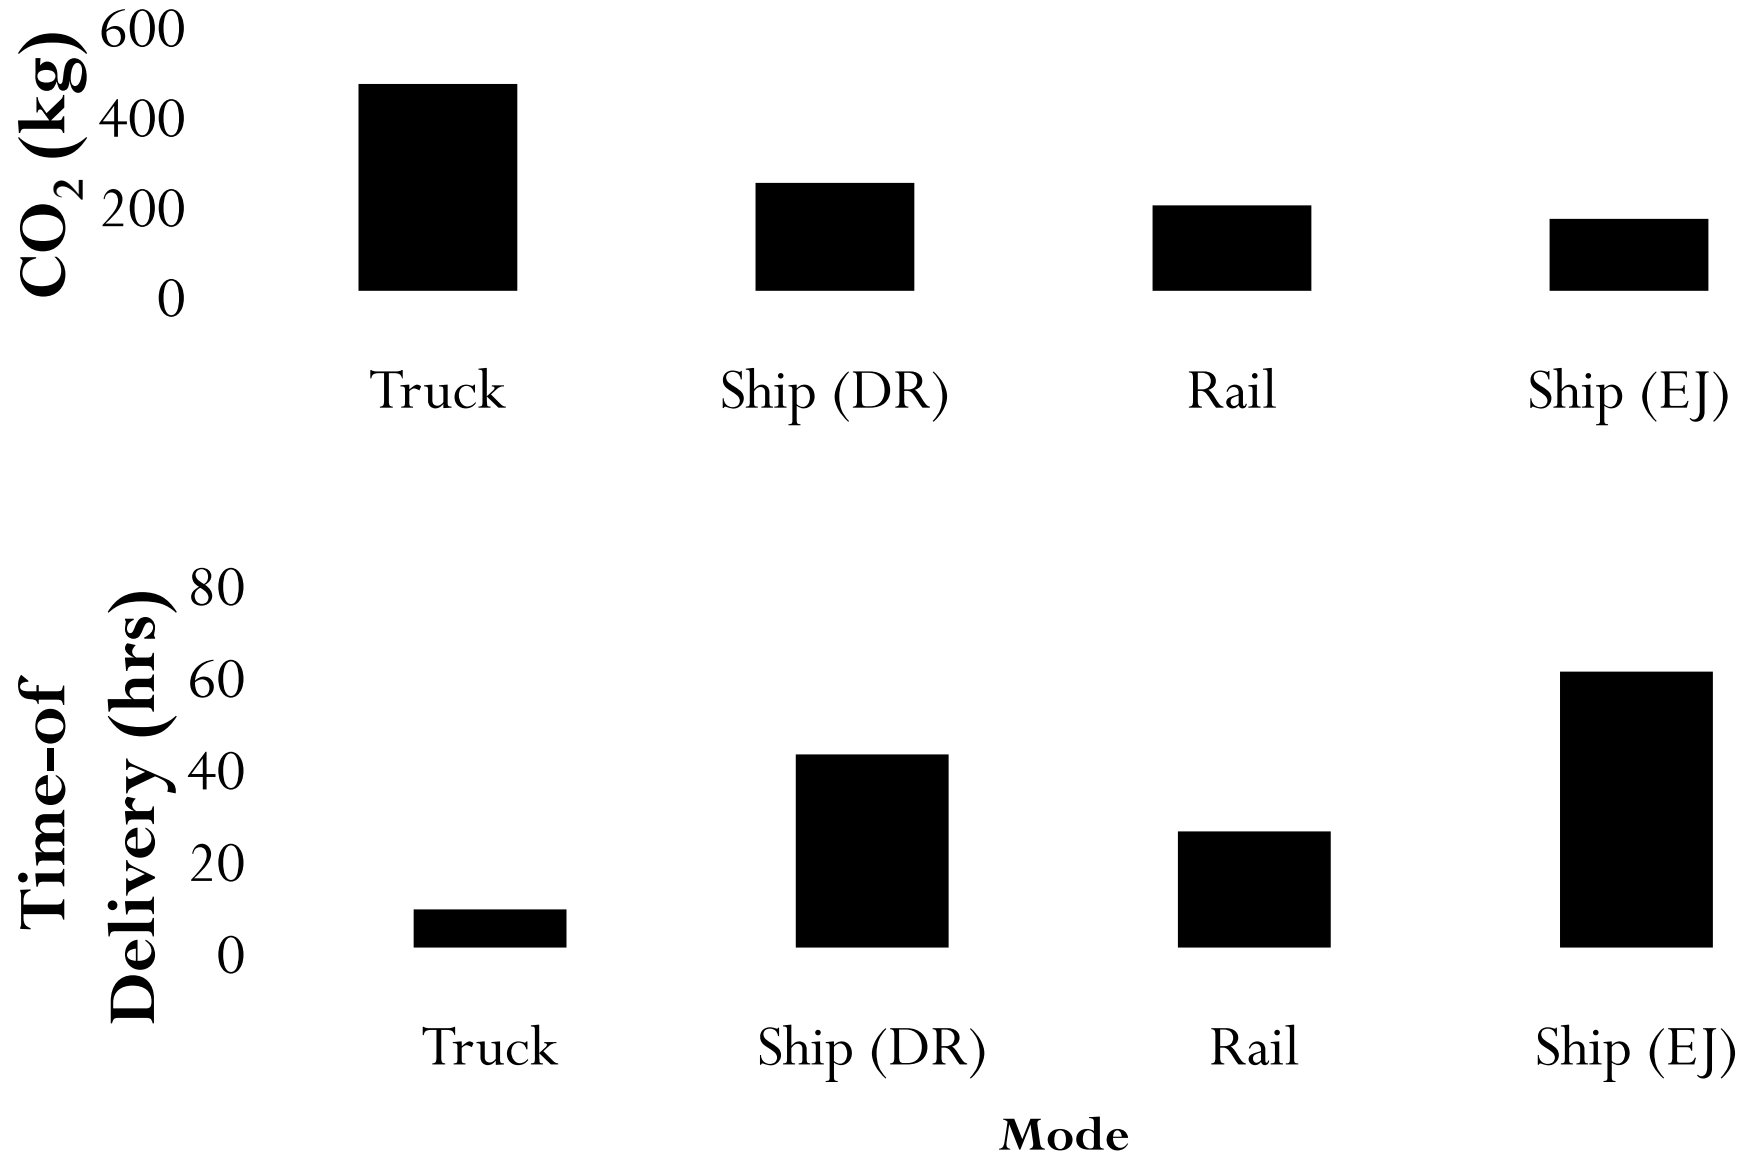 CO₂ (kg)
600
400
200
0
Truck Ship (DR) Rail Ship (EJ)
Time-of
Delivery (hrs)
80
60
40
20
0
Truck Ship (DR) Rail Ship (EJ)
Mode